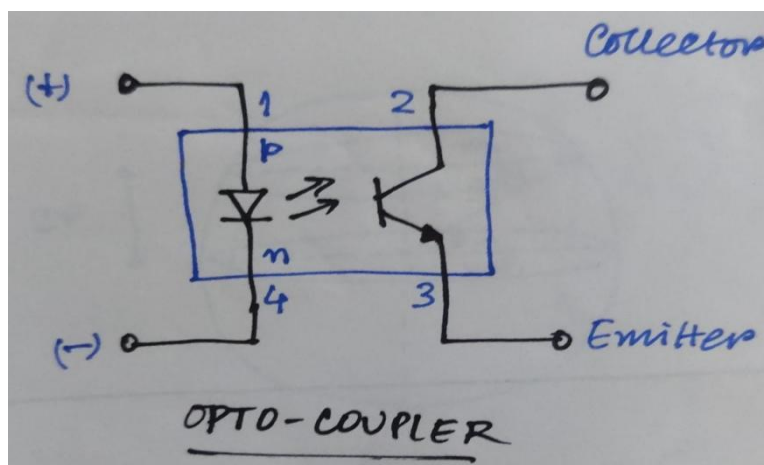 Collector
(+)
1 2
p
n
4 3
(-) Emitter
OPTO-COUPLER